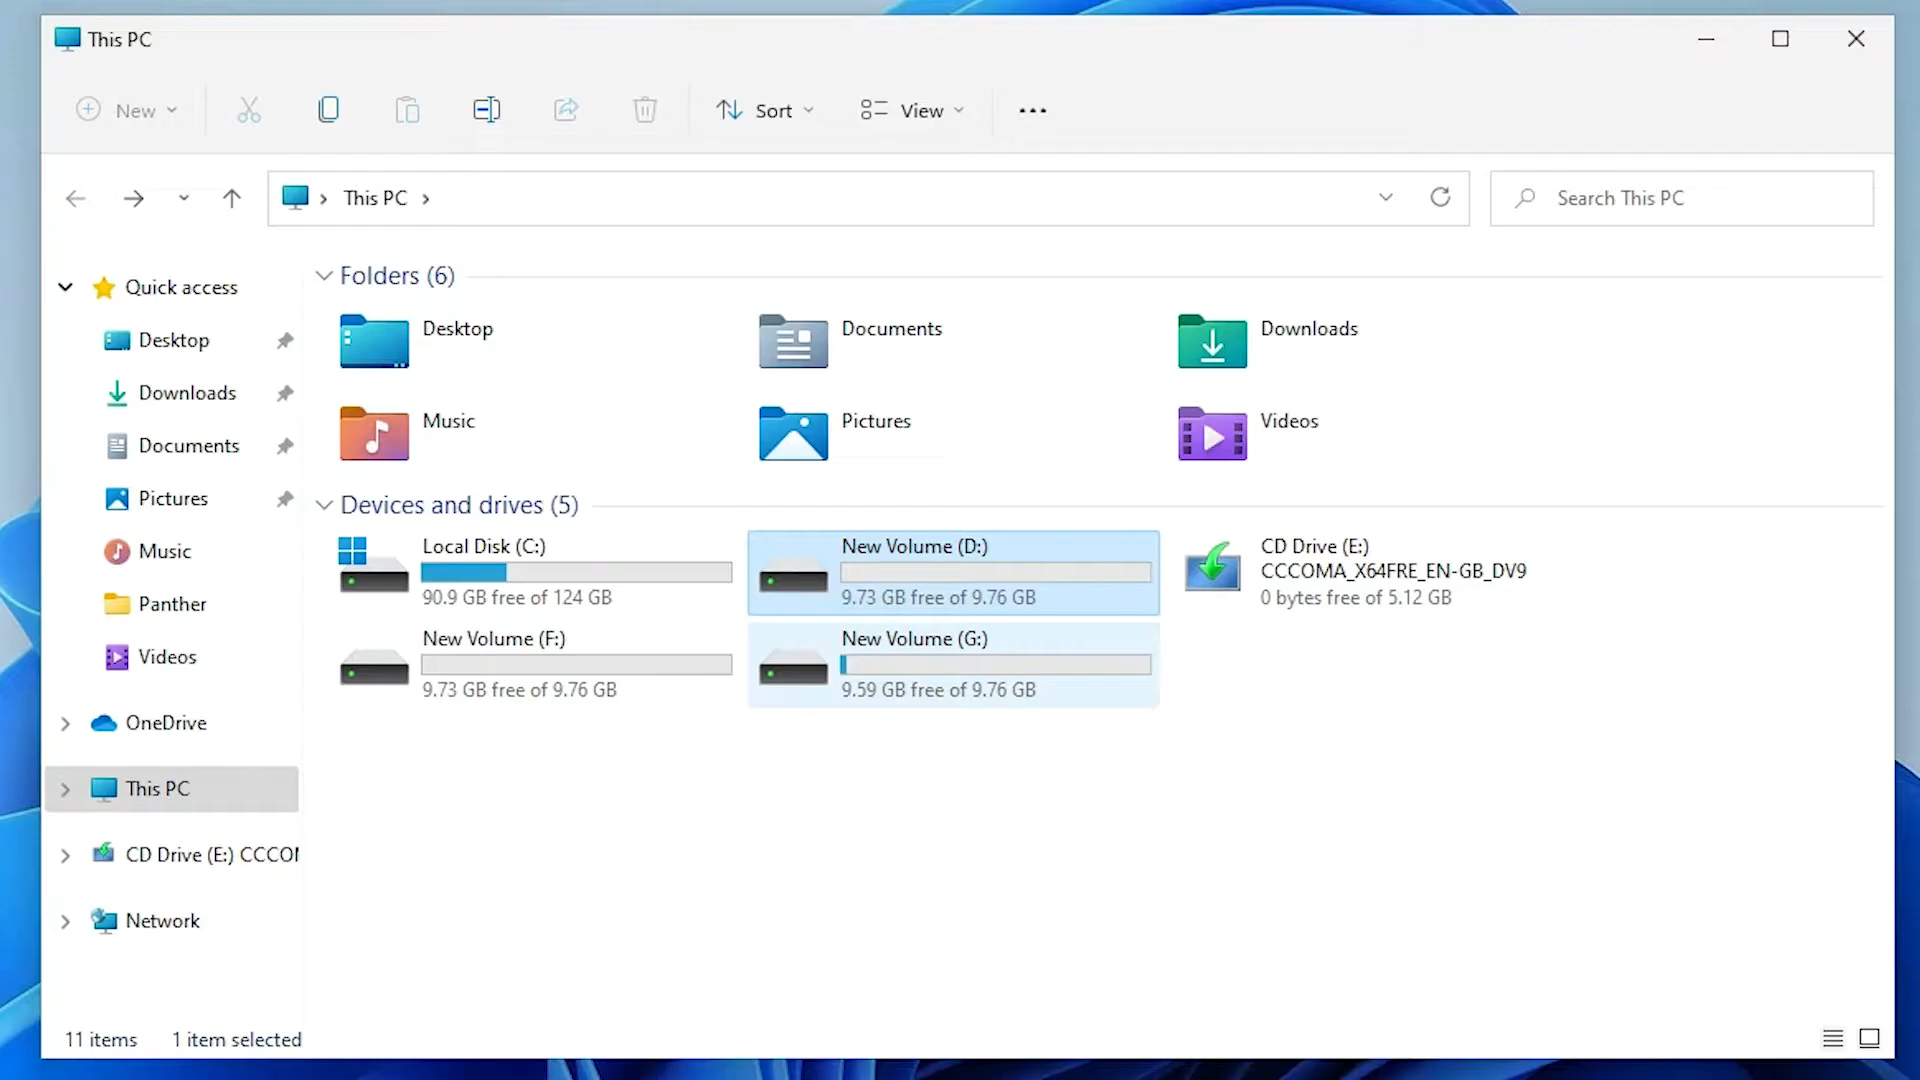 This PC
New
Sort
View
This PC
Search This PC
Quick access
Desktop
Downloads
Documents
Pictures
Music
Panther
Videos
OneDrive
This PC
CD Drive (E:) CCCO
Network
Folders (6)
Desktop
Documents
Downloads
Music
Pictures
Videos
Devices and drives (5)
Local Disk (C:)
90.9 GB free of 124 GB
New Volume (D:)
9.73 GB free of 9.76 GB
CD Drive (E:)
CCCOMA_X64FRE_EN-GB_DV9
0 bytes free of 5.12 GB
New Volume (F:)
9.73 GB free of 9.76 GB
New Volume (G:)
9.59 GB free of 9.76 GB
11 items
1 item selected